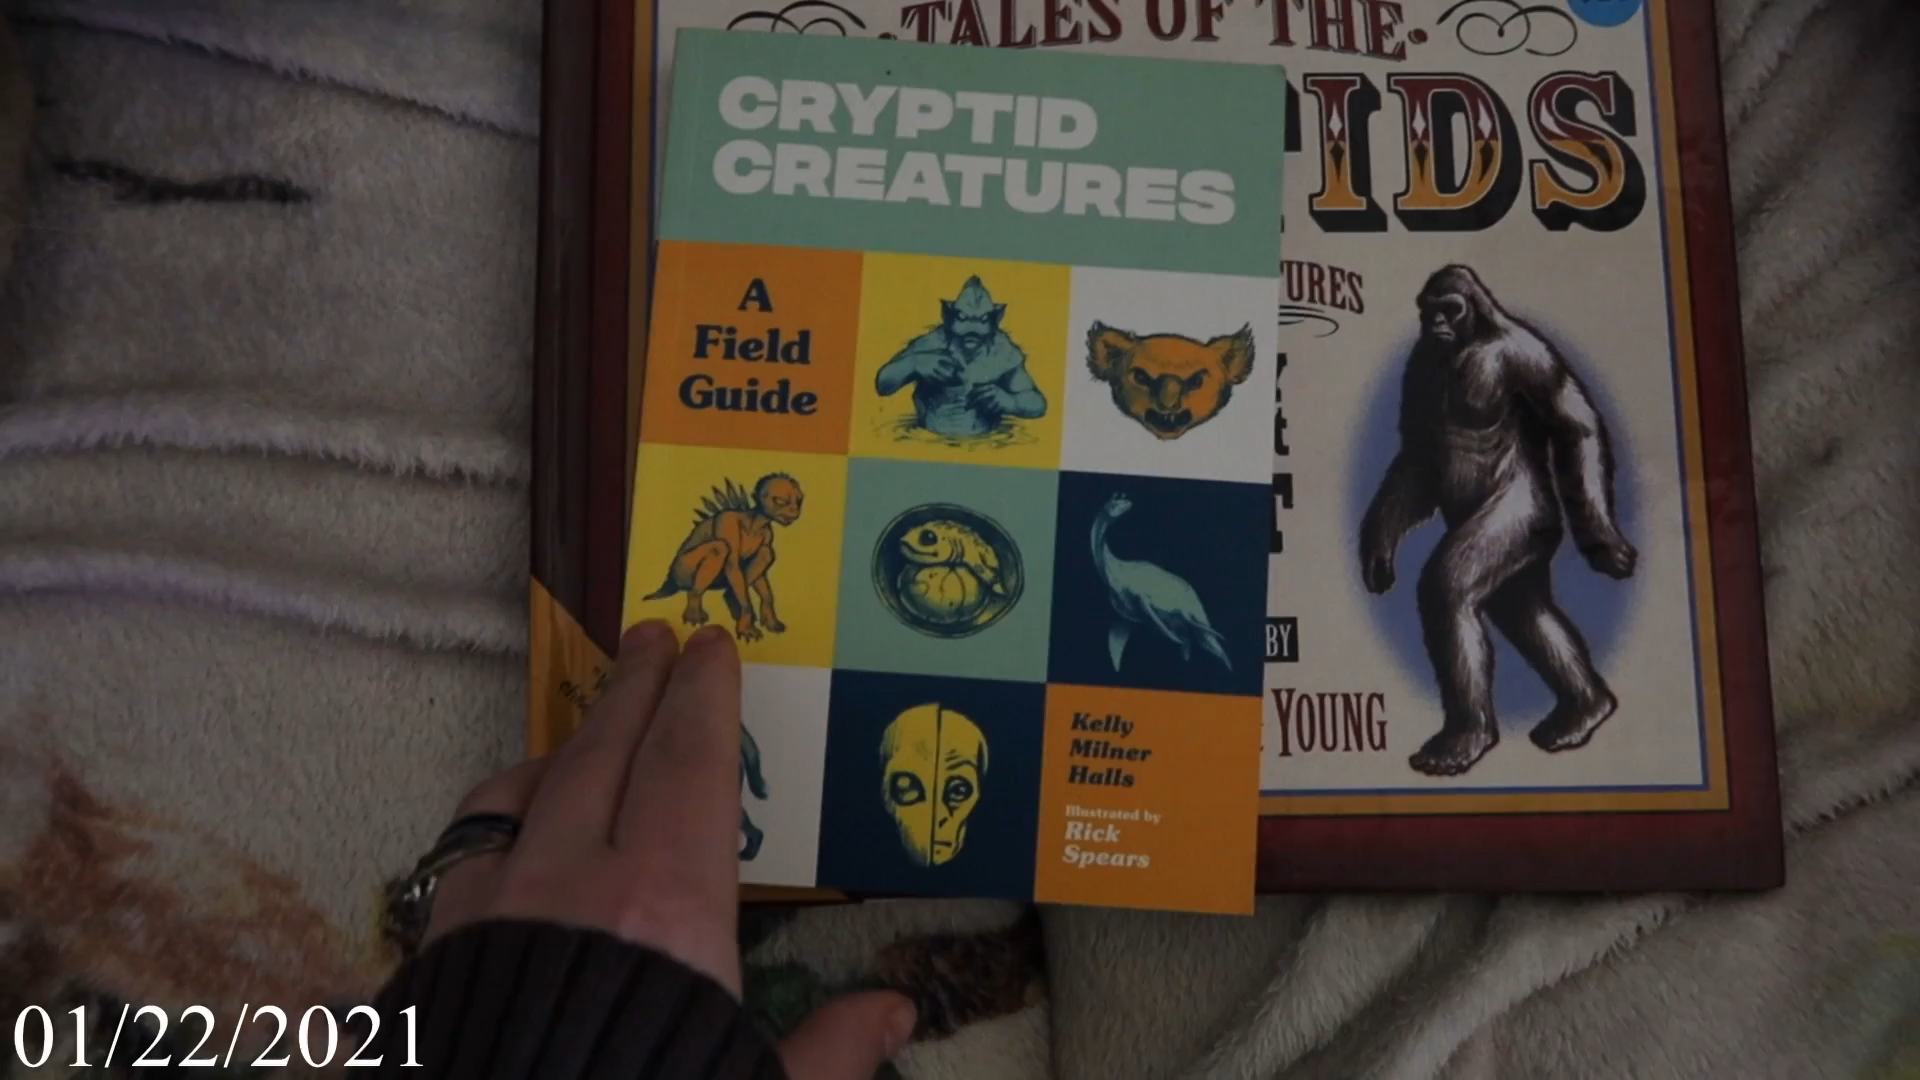 TALES OF THE
CRYPTID
CREATURES
IDS
A
Field
Guide
URES
BY
YOUNG
Kelly
Milner
Halls
Illustrated by
Rick
Spears
01/22/2021